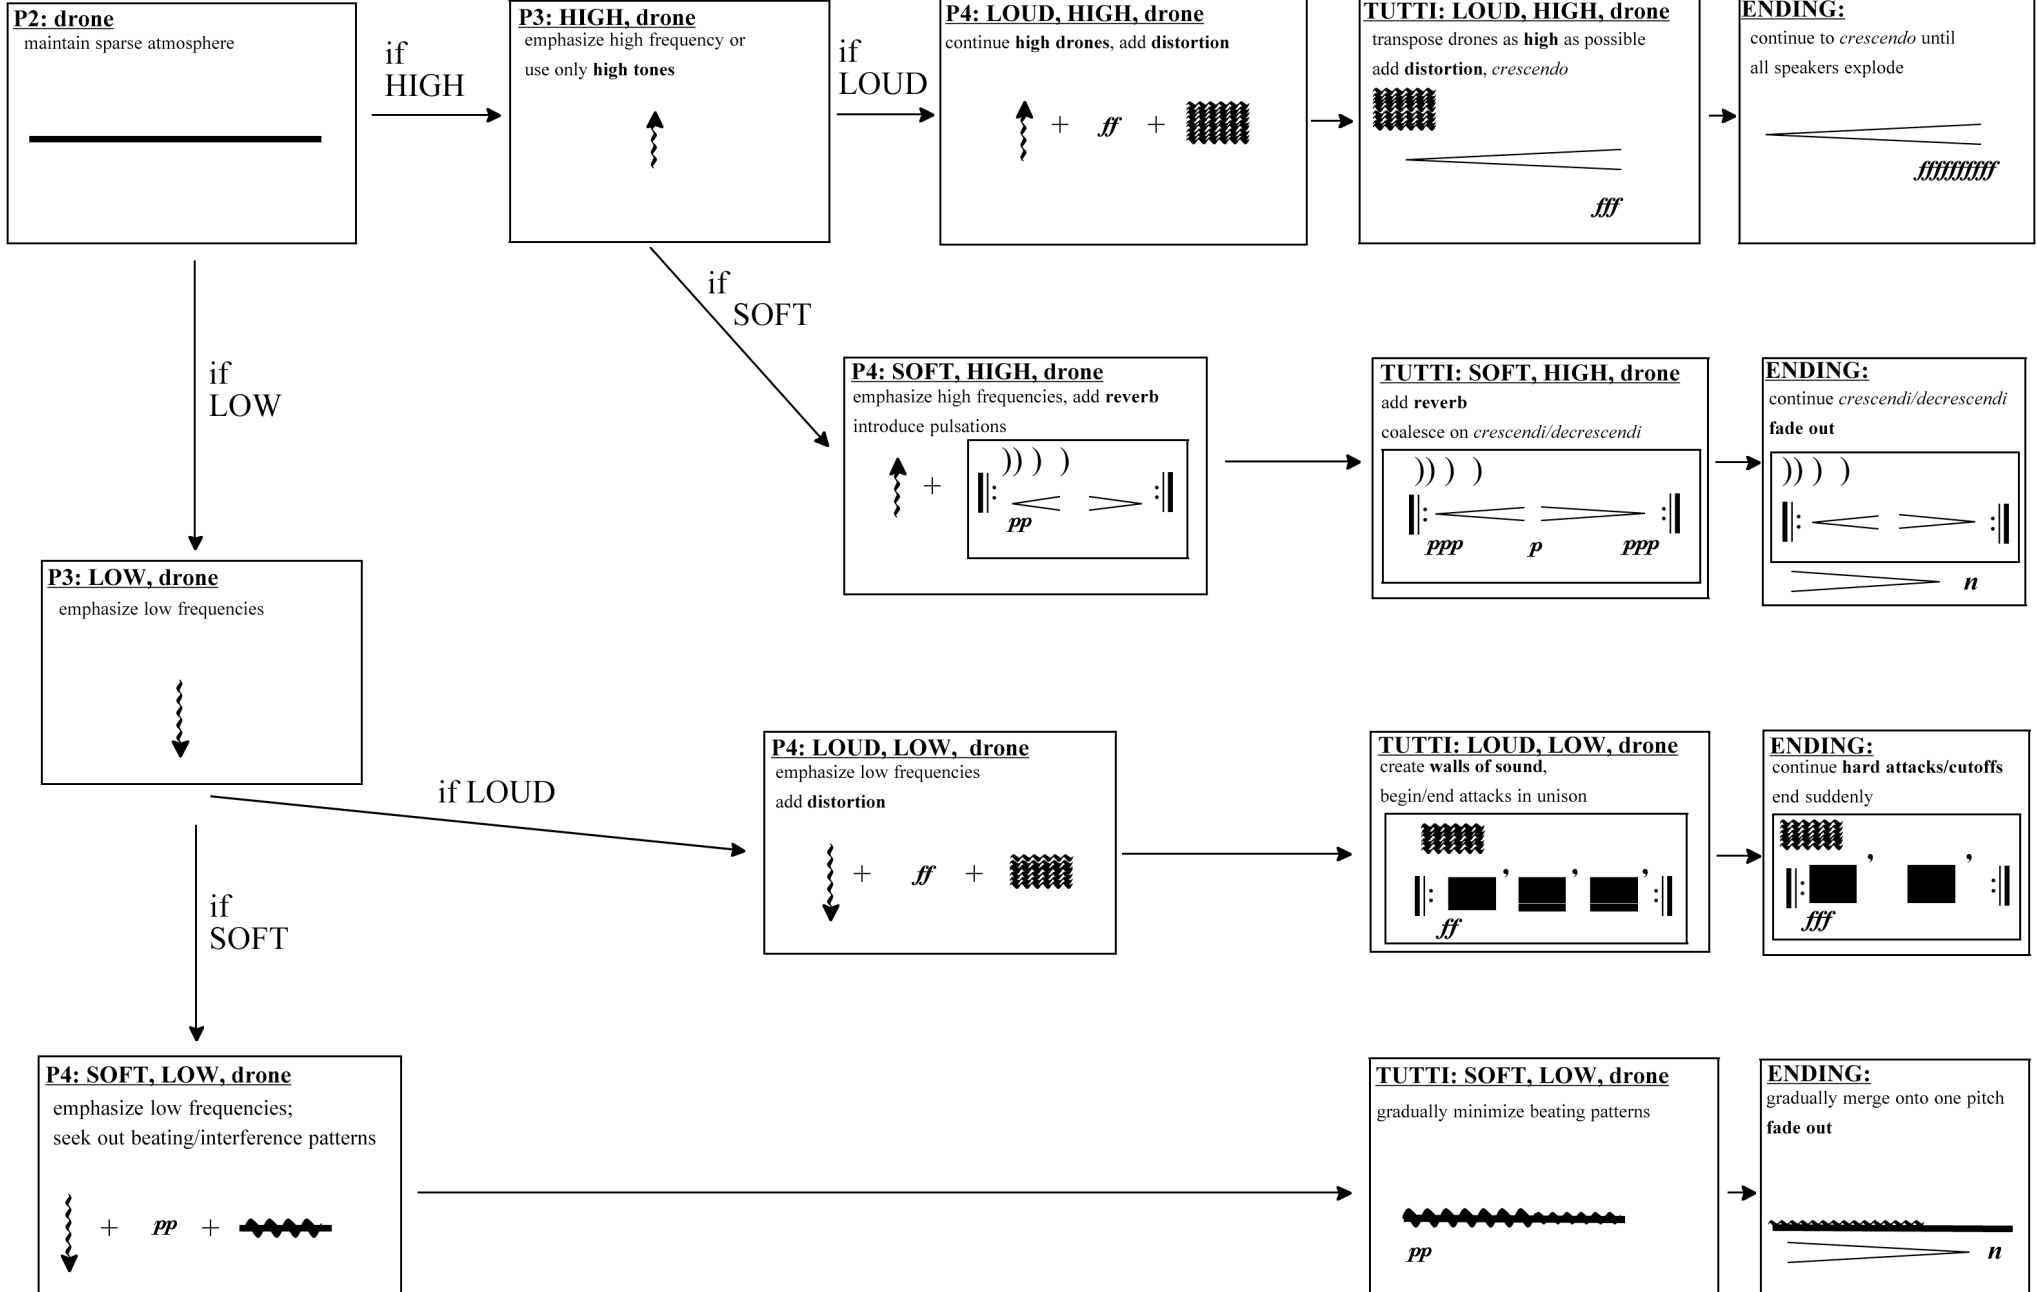 P2: drone
maintain sparse atmosphere
if
HIGH
P3: HIGH, drone
emphasize high frequency or
use only high tones
if
LOUD
P4: LOUD, HIGH, drone
continue high drones, add distortion
+ ff +
TUTTI: LOUD, HIGH, drone
transpose drones as high as possible
add distortion, crescendo
fff
ENDING:
continue to crescendo until
all speakers explode
ffffffffff
if
SOFT
if
LOW
P4: SOFT, HIGH, drone
emphasize high frequencies, add reverb
introduce pulsations
+
pp
TUTTI: SOFT, HIGH, drone
add reverb
coalesce on crescendi/decrescendi
ppp p ppp
ENDING:
continue crescendi/decrescendi
fade out
n
P3: LOW, drone
emphasize low frequencies
if LOUD
P4: LOUD, LOW, drone
emphasize low frequencies
add distortion
+ ff +
TUTTI: LOUD, LOW, drone
create walls of sound,
begin/end attacks in unison
ff
ENDING:
continue hard attacks/cutoffs
end suddenly
fff
if
SOFT
P4: SOFT, LOW, drone
emphasize low frequencies;
seek out beating/interference patterns
+ pp +
TUTTI: SOFT, LOW, drone
gradually minimize beating patterns
pp
ENDING:
gradually merge onto one pitch
fade out
n